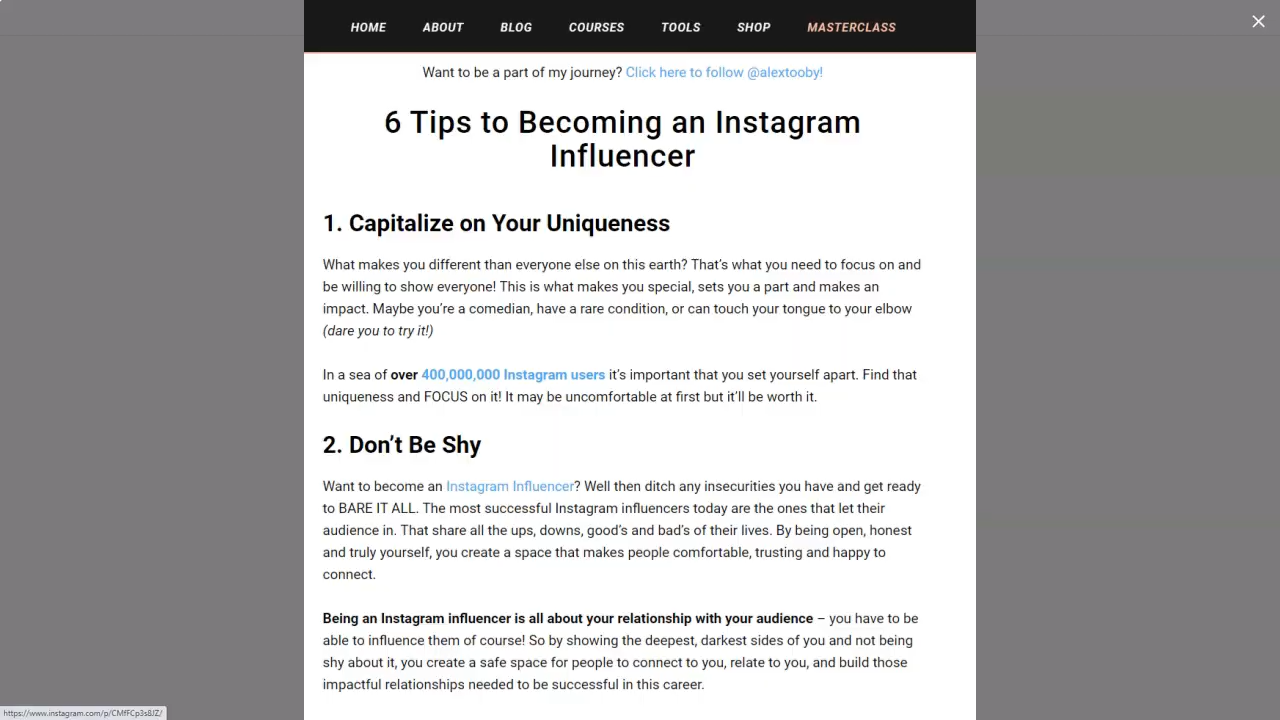 HOME ABOUT BLOG COURSES TOOLS SHOP MASTERCLASS
Want to be a part of my journey? Click here to follow @alextooby!
6 Tips to Becoming an Instagram
Influencer
1. Capitalize on Your Uniqueness
What makes you different than everyone else on this earth? That’s what you need to focus on and
be willing to show everyone! This is what makes you special, sets you a part and makes an
impact. Maybe you’re a comedian, have a rare condition, or can touch your tongue to your elbow
(dare you to try it!)
In a sea of over 400,000,000 Instagram users it’s important that you set yourself apart. Find that
uniqueness and FOCUS on it! It may be uncomfortable at first but it’ll be worth it.
2. Don’t Be Shy
Want to become an Instagram Influencer? Well then ditch any insecurities you have and get ready
to BARE IT ALL. The most successful Instagram influencers today are the ones that let their
audience in. That share all the ups, downs, good’s and bad’s of their lives. By being open, honest
and truly yourself, you create a space that makes people comfortable, trusting and happy to
connect.
Being an Instagram influencer is all about your relationship with your audience – you have to be
able to influence them of course! So by showing the deepest, darkest sides of you and not being
shy about it, you create a safe space for people to connect to you, relate to you, and build those
impactful relationships needed to be successful in this career.
https://www.instagram.com/p/CMfFCp3s8JZ/